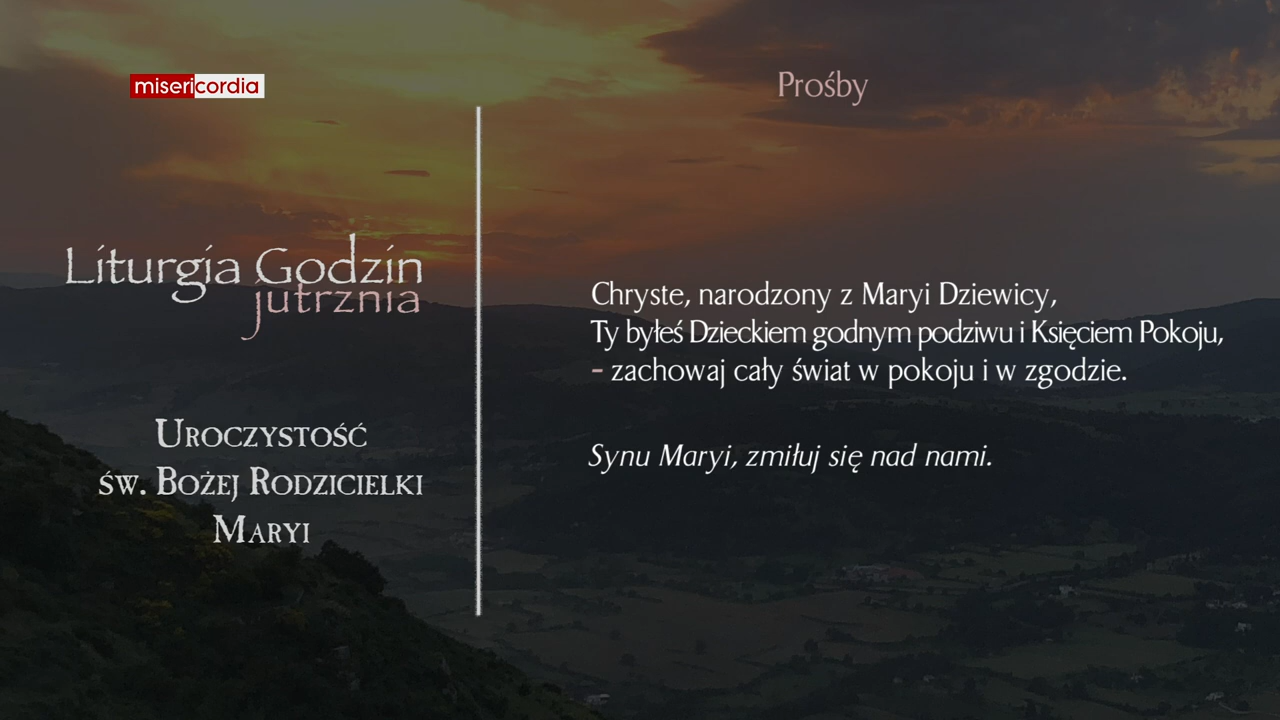 misericordia
Liturgia Godzin
jutrznia
Uroczystość
św. Bożej Rodzicielki
Maryi
Prośby
Chryste, narodzony z Maryi Dziewicy,
Ty byłeś Dzieckiem godnym podziwu i Księciem Pokoju,
- zachowaj cały świat w pokoju i w zgodzie.
Synu Maryi, zmiłuj się nad nami.